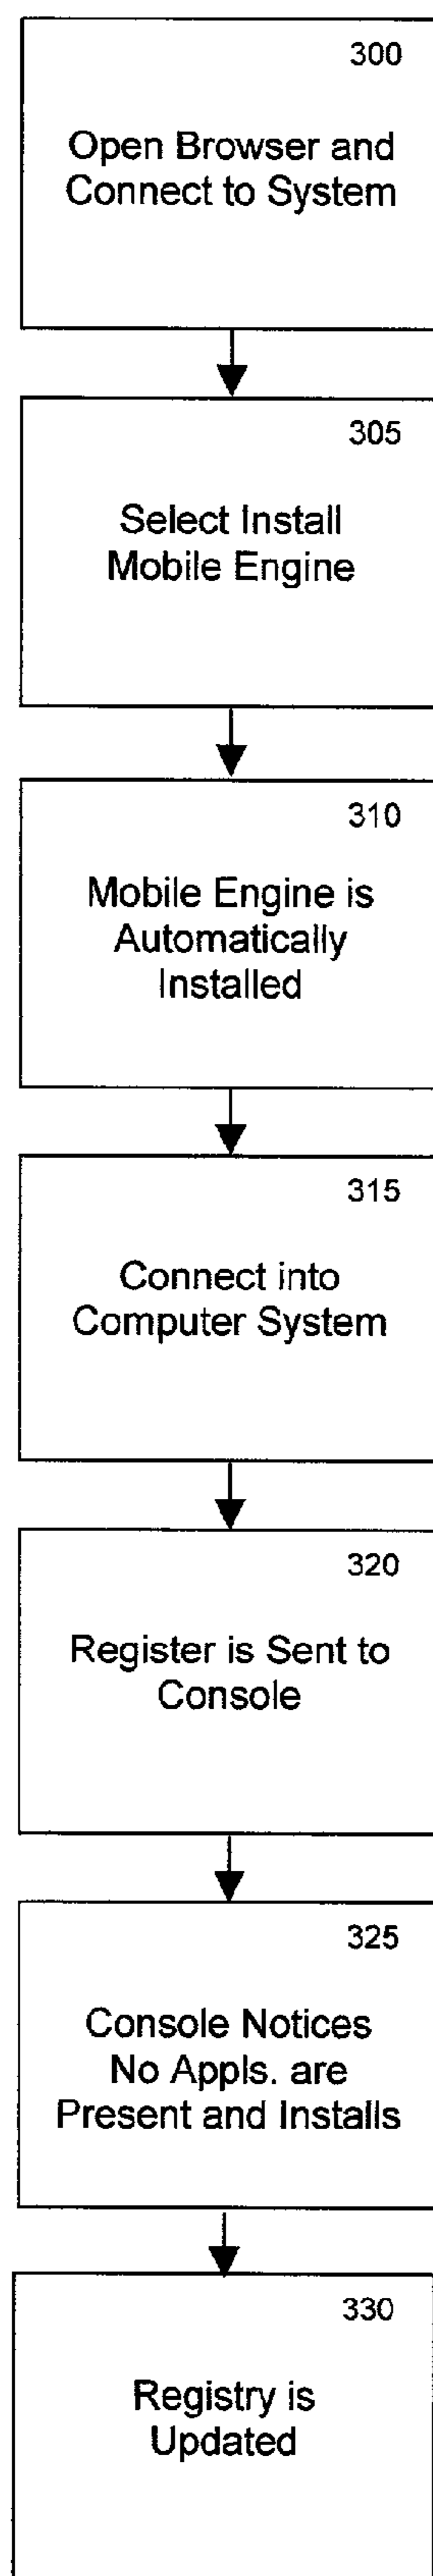 300
Open Browser and
Connect to System
305
Select Install
Mobile Engine
310
Mobile Engine is
Automatically
Installed
315
Connect into
Computer System
320
Register is Sent to
Console
325
Console Notices
No Appls. are
Present and Installs
330
Registry is
Updated